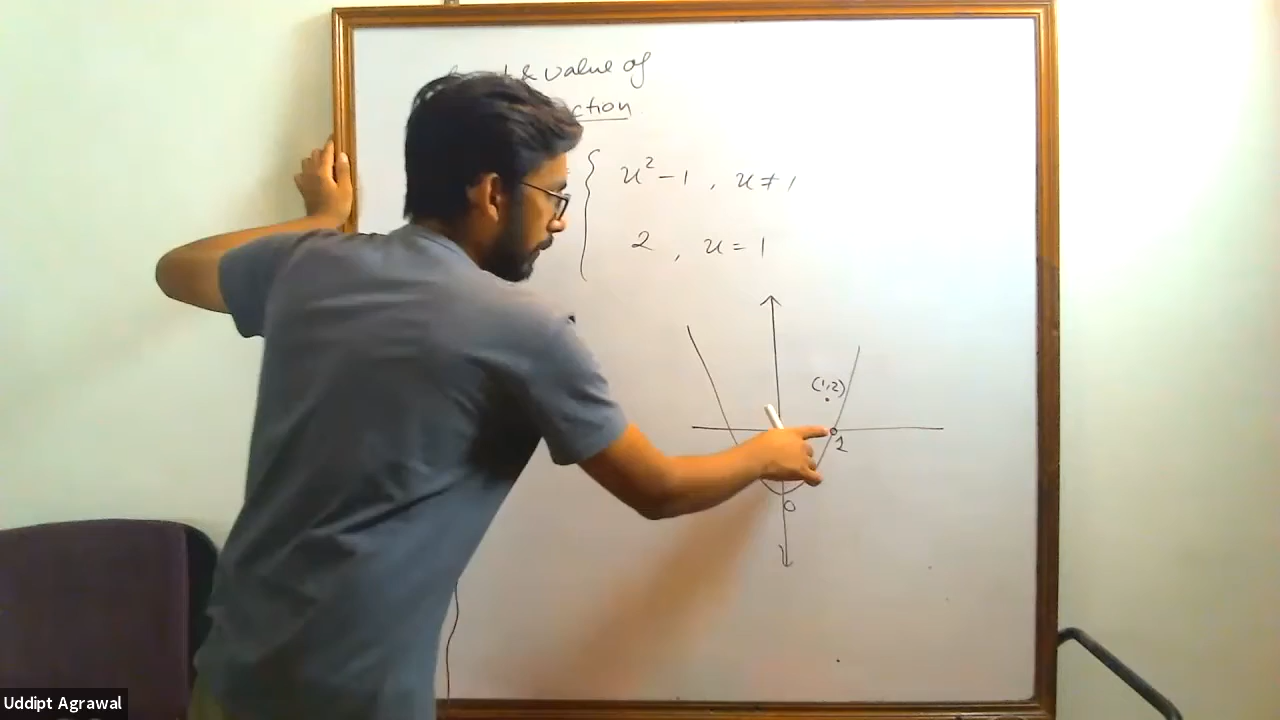 & value of
ction
x² - 1 , x ≠ 1
2 , x = 1
(1,2)
1
0
Uddipt Agrawal